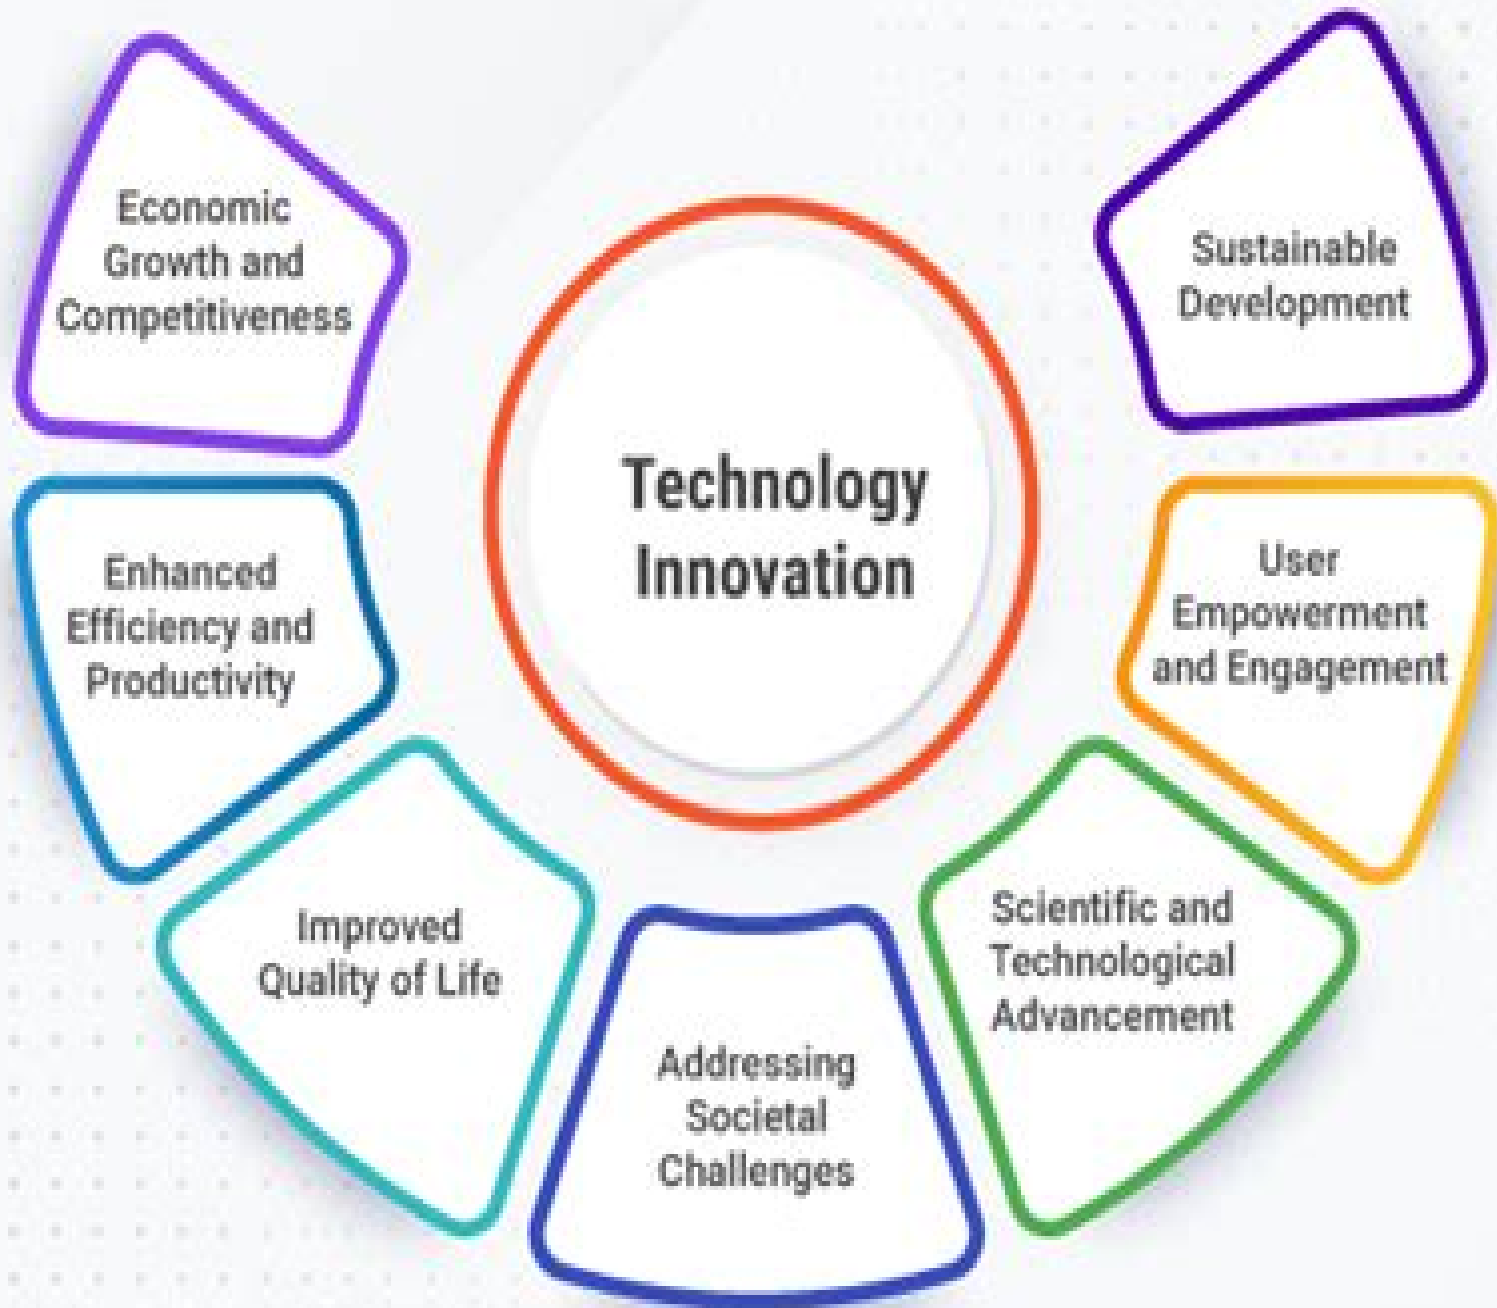 Economic
Growth and
Competitiveness
Sustainable
Development
Technology
Innovation
Enhanced
Efficiency and
Productivity
User
Empowerment
and Engagement
Improved
Quality of Life
Scientific and
Technological
Advancement
Addressing
Societal
Challenges